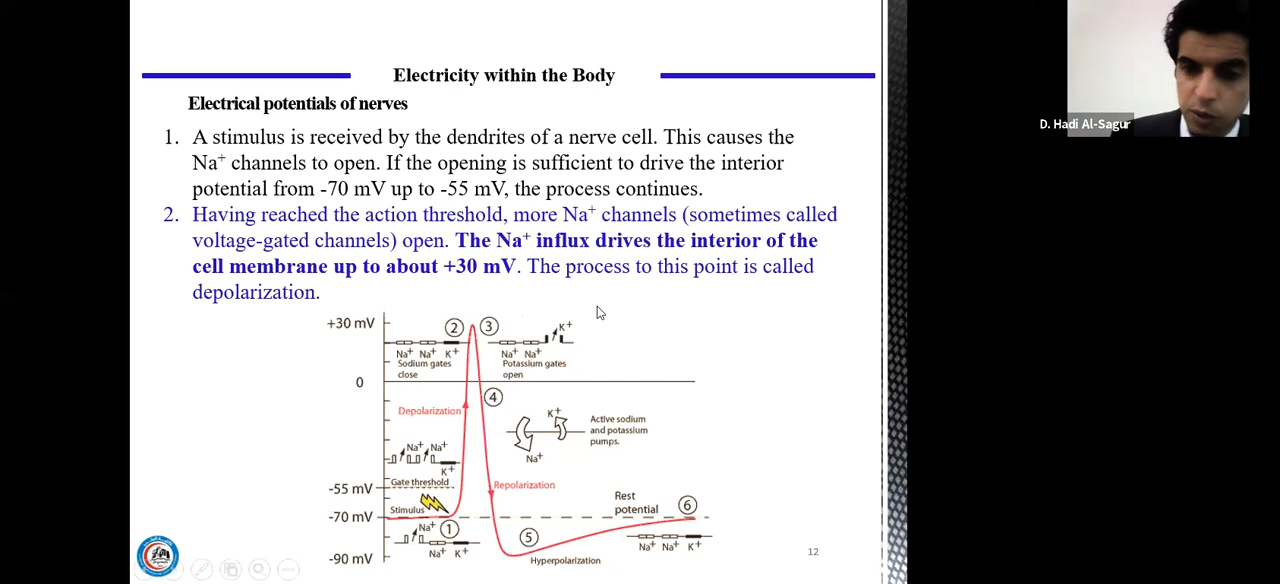 Electricity within the Body
Electrical potentials of nerves
1. A stimulus is received by the dendrites of a nerve cell. This causes the
Na+ channels to open. If the opening is sufficient to drive the interior
potential from -70 mV up to -55 mV, the process continues.
2. Having reached the action threshold, more Na+ channels (sometimes called
voltage-gated channels) open. The Na+ influx drives the interior of the
cell membrane up to about +30 mV. The process to this point is called
depolarization.
D. Hadi Al-Sagur
+30 mV
2
3
K+
Na+ Na+ K+
Sodium gates
close
Na+ Na+
Potassium gates
open
0
4
Depolarization
K+
Active sodium
and potassium
pumps.
Na+
Na+ Na+
K+
Gate threshold
-55 mV
Repolarization
Stimulus
Rest
potential
6
-70 mV
Na+
1
Na+ K+
5
Na+ Na+ K+
Hyperpolarization
-90 mV
12